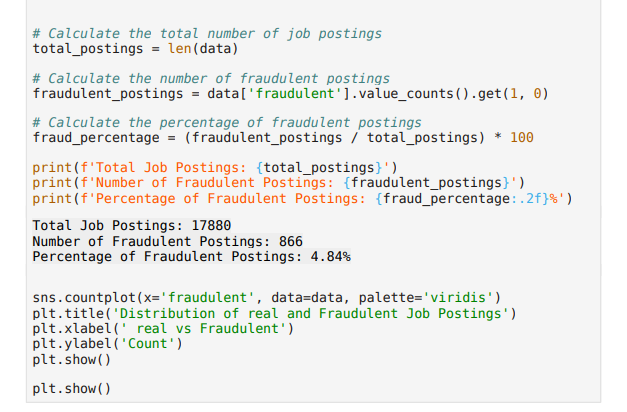 # Calculate the total number of job postings
total_postings = len(data)
# Calculate the number of fraudulent postings
fraudulent_postings = data['fraudulent'].value_counts().get(1, 0)
# Calculate the percentage of fraudulent postings
fraud_percentage = (fraudulent_postings / total_postings) * 100
print(f'Total Job Postings: {total_postings}')
print(f'Number of Fraudulent Postings: {fraudulent_postings}')
print(f'Percentage of Fraudulent Postings: {fraud_percentage:.2f}%')
Total Job Postings: 17880
Number of Fraudulent Postings: 866
Percentage of Fraudulent Postings: 4.84%
sns.countplot(x='fraudulent', data=data, palette='viridis')
plt.title('Distribution of real and Fraudulent Job Postings')
plt.xlabel(' real vs Fraudulent')
plt.ylabel('Count')
plt.show()
plt.show()